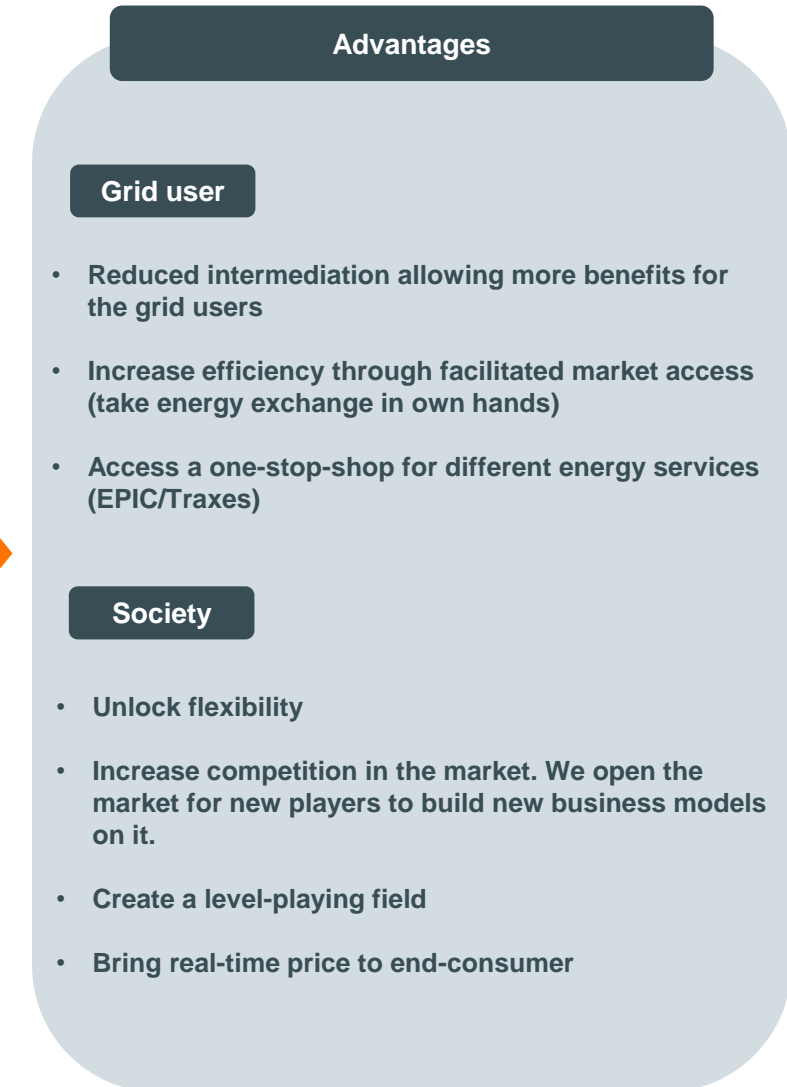 Advantages
Grid user
• Reduced intermediation allowing more benefits for
the grid users
• Increase efficiency through facilitated market access
(take energy exchange in own hands)
• Access a one-stop-shop for different energy services
(EPIC/Traxes)
Society
• Unlock flexibility
• Increase competition in the market. We open the
market for new players to build new business models
on it.
• Create a level-playing field
• Bring real-time price to end-consumer